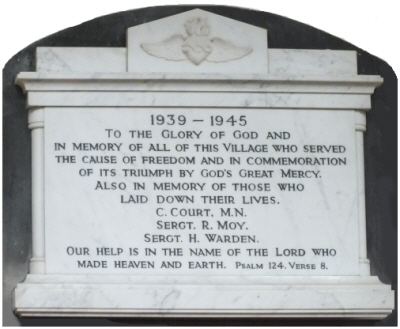 1939 – 1945
To the Glory of God and
in memory of all of this Village who served
the cause of freedom and in commemoration
of its triumph by God's Great Mercy.
Also in memory of those who
laid down their lives.
C. Court, M.N.
Sergt. R. Moy.
Sergt. H. Warden.
Our help is in the name of the Lord who
made heaven and earth. Psalm 124. Verse 8.